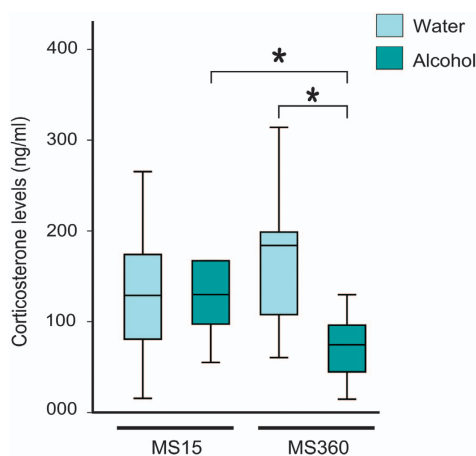 Water
Alcohol
*
*
Corticosterone levels (ng/ml)
400
300
200
100
000
MS15
MS360